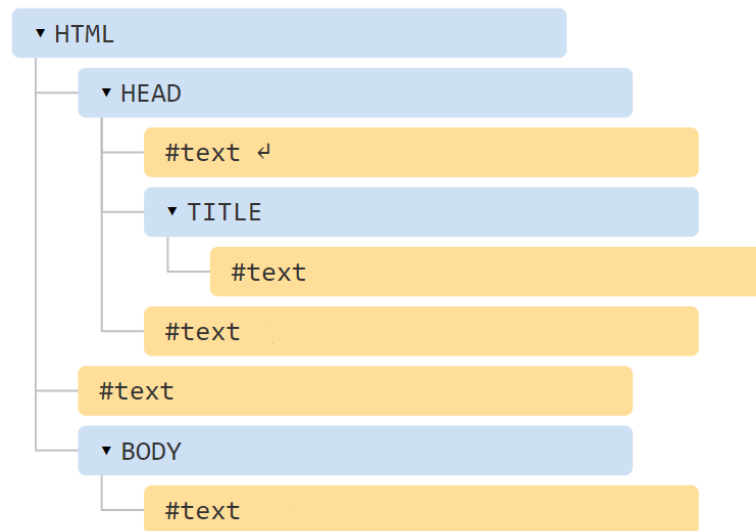 ▾ HTML
▾ HEAD
#text ↵
▾ TITLE
#text
#text
#text
▾ BODY
#text